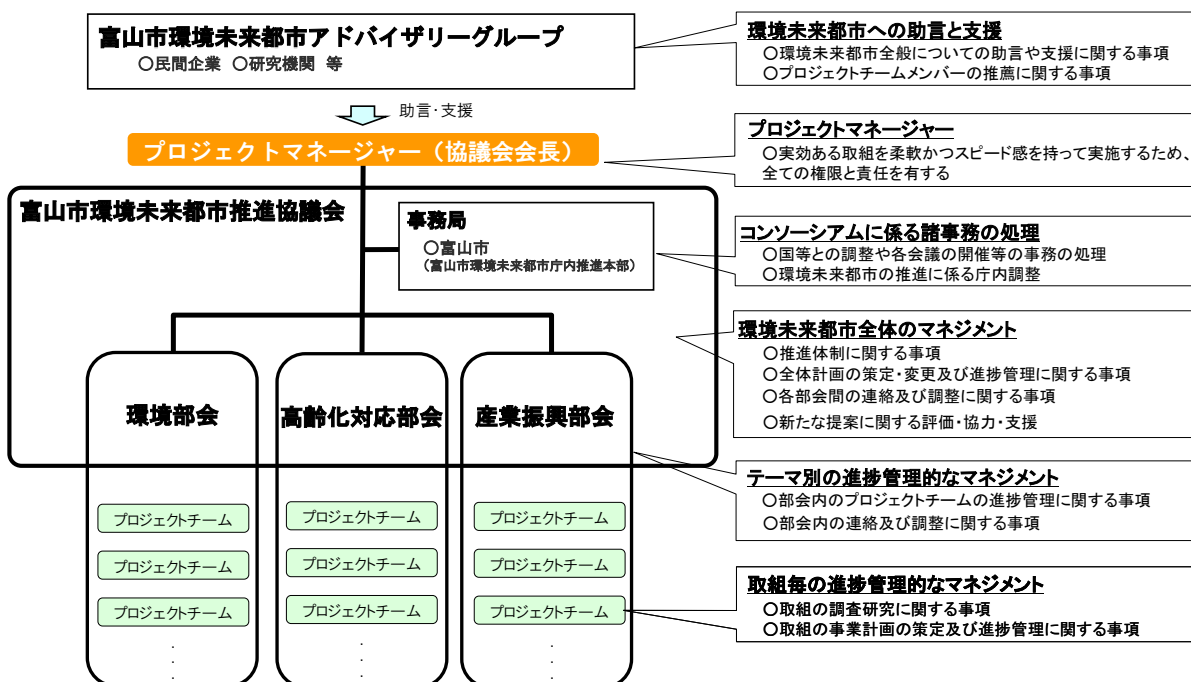 富山市環境未来都市アドバイザリーグループ
○民間企業 ○研究機関 等
助言・支援
プロジェクトマネージャー（協議会会長）
富山市環境未来都市推進協議会
事務局
○富山市
（富山市環境未来都市庁内推進本部）
環境部会
高齢化対応部会
産業振興部会
プロジェクトチーム
プロジェクトチーム
プロジェクトチーム
プロジェクトチーム
プロジェクトチーム
プロジェクトチーム
プロジェクトチーム
プロジェクトチーム
プロジェクトチーム
環境未来都市への助言と支援
○環境未来都市全般についての助言や支援に関する事項
○プロジェクトチームメンバーの推薦に関する事項
プロジェクトマネージャー
○実効ある取組を柔軟かつスピード感を持って実施するため、
全ての権限と責任を有する
コンソーシアムに係る諸事務の処理
○国等との調整や各会議の開催等の事務の処理
○環境未来都市の推進に係る庁内調整
環境未来都市全体のマネジメント
○推進体制に関する事項
○全体計画の策定・変更及び進捗管理に関する事項
○各部会間の連絡及び調整に関する事項
○新たな提案に関する評価・協力・支援
テーマ別の進捗管理的なマネジメント
○部会内のプロジェクトチームの進捗管理に関する事項
○部会内の連絡及び調整に関する事項
取組毎の進捗管理的なマネジメント
○取組の調査研究に関する事項
○取組の事業計画の策定及び進捗管理に関する事項